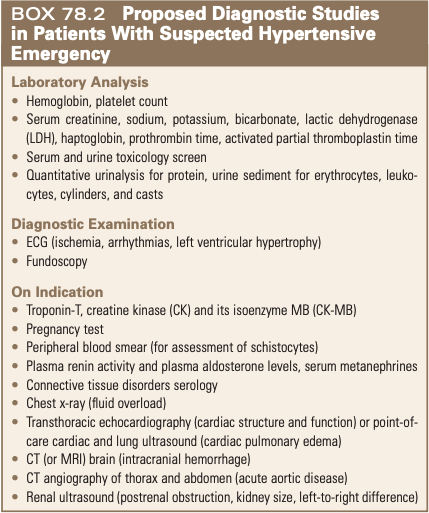 BOX 78.2 Proposed Diagnostic Studies
in Patients With Suspected Hypertensive
Emergency
Laboratory Analysis
• Hemoglobin, platelet count
• Serum creatinine, sodium, potassium, bicarbonate, lactic dehydrogenase
(LDH), haptoglobin, prothrombin time, activated partial thromboplastin time
• Serum and urine toxicology screen
• Quantitative urinalysis for protein, urine sediment for erythrocytes, leuko-
cytes, cylinders, and casts
Diagnostic Examination
• ECG (ischemia, arrhythmias, left ventricular hypertrophy)
• Fundoscopy
On Indication
• Troponin-T, creatine kinase (CK) and its isoenzyme MB (CK-MB)
• Pregnancy test
• Peripheral blood smear (for assessment of schistocytes)
• Plasma renin activity and plasma aldosterone levels, serum metanephrines
• Connective tissue disorders serology
• Chest x-ray (fluid overload)
• Transthoracic echocardiography (cardiac structure and function) or point-of-
care cardiac and lung ultrasound (cardiac pulmonary edema)
• CT (or MRI) brain (intracranial hemorrhage)
• CT angiography of thorax and abdomen (acute aortic disease)
• Renal ultrasound (postrenal obstruction, kidney size, left-to-right difference)